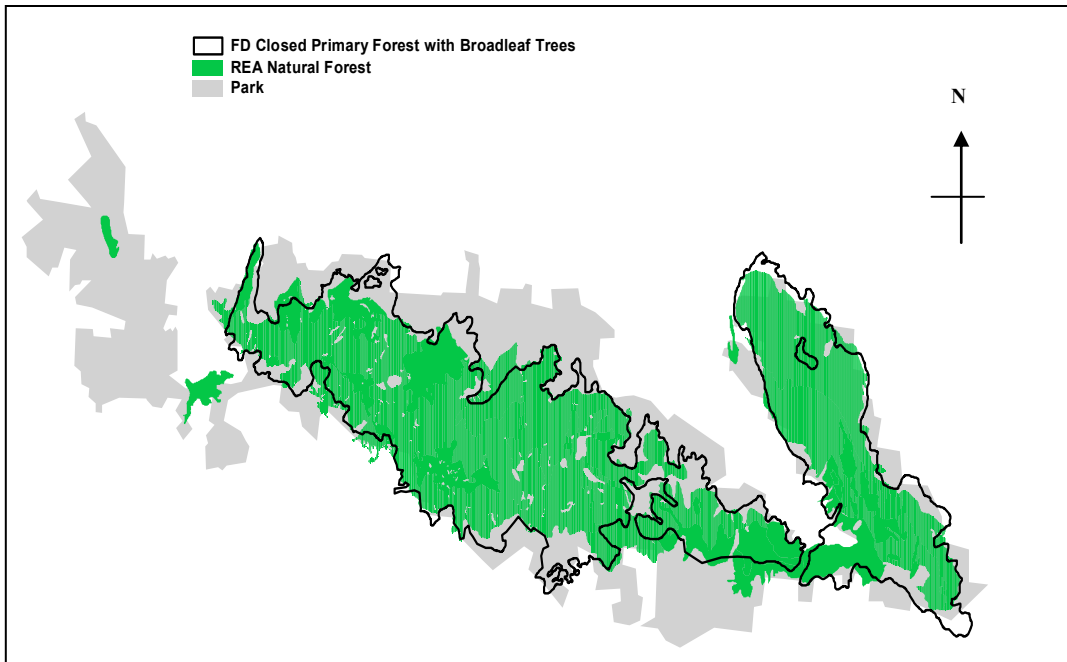 FD Closed Primary Forest with Broadleaf Trees
REA Natural Forest
Park
N